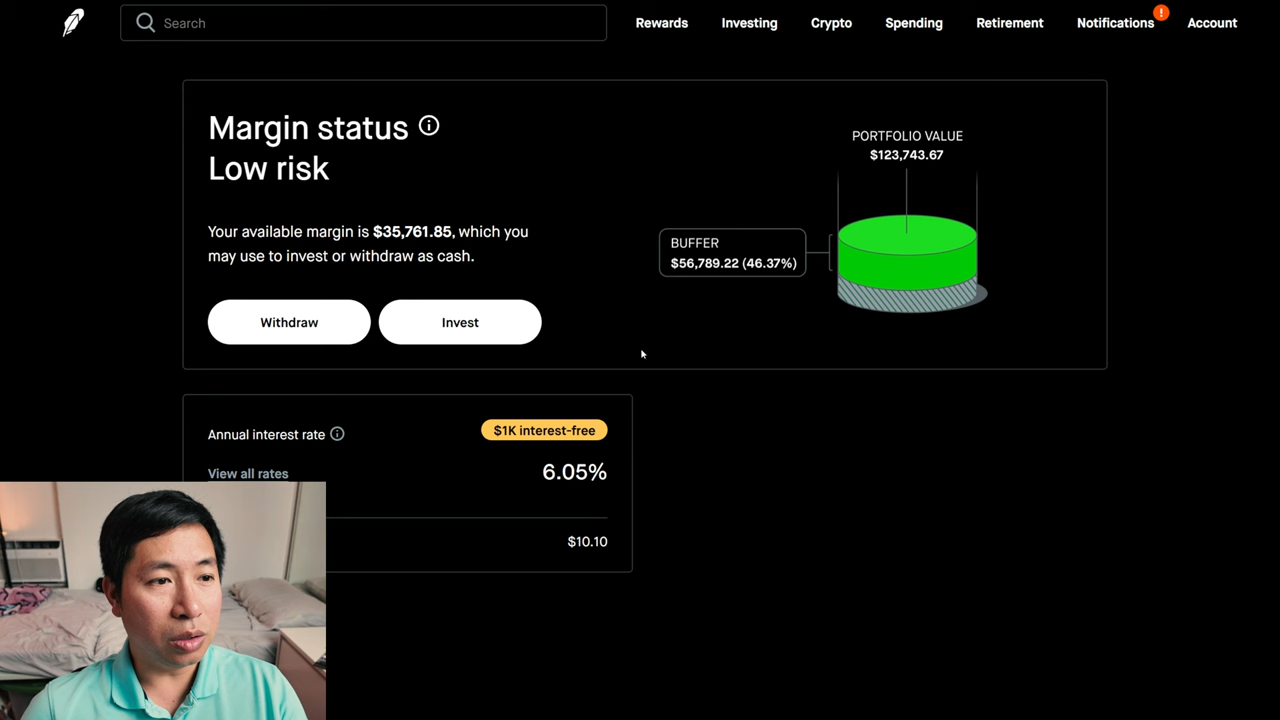 Search
Rewards
Investing
Crypto
Spending
Retirement
Notifications
!
Account
Margin status
Low risk
Your available margin is $35,761.85, which you
may use to invest or withdraw as cash.
Withdraw
Invest
PORTFOLIO VALUE
$123,743.67
BUFFER
$56,789.22 (46.37%)
Annual interest rate
$1K interest-free
View all rates
6.05%
$10.10